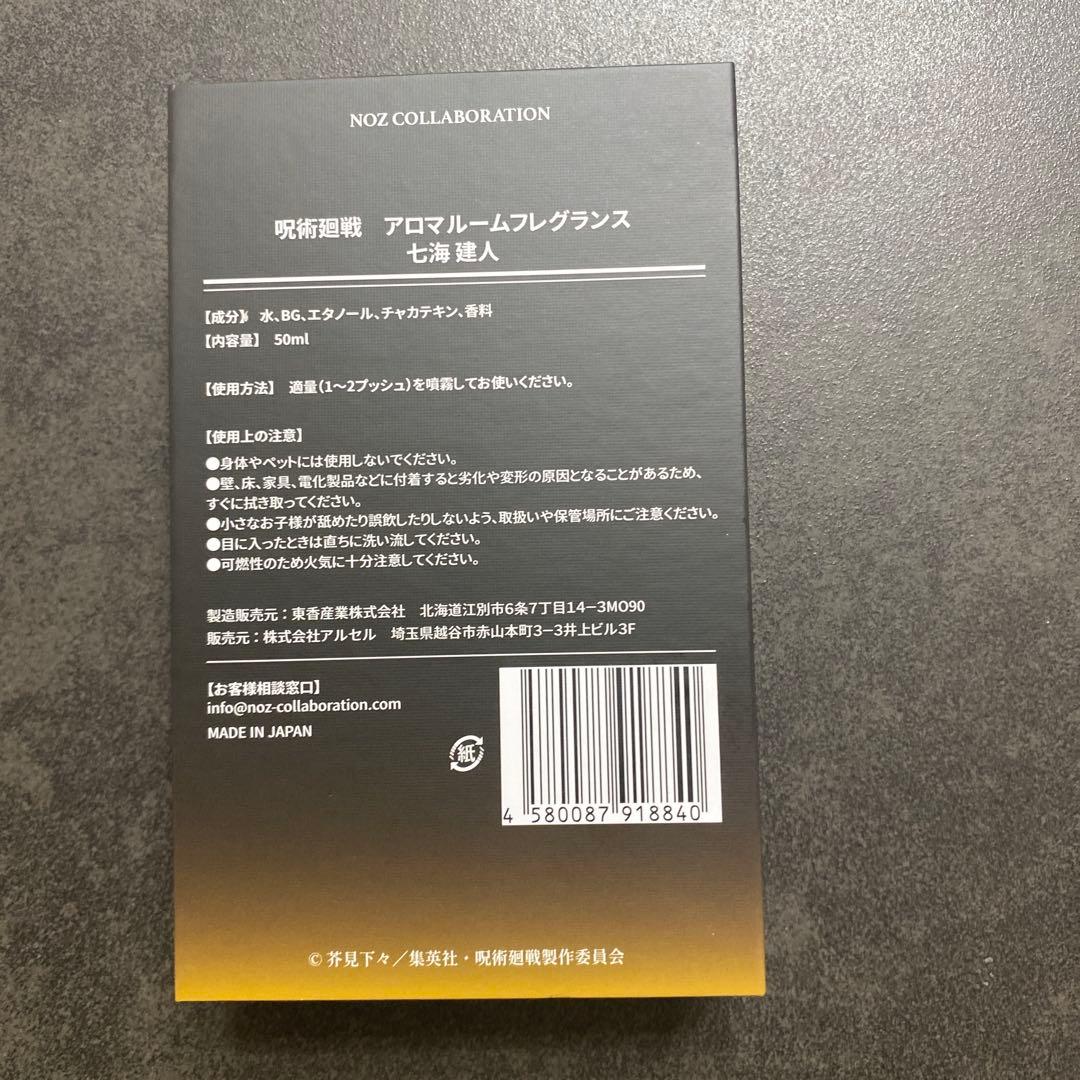 NOZ COLLABORATION
呪術廻戦　アロマルームフレグランス
七海 建人
【成分】　水、BG、エタノール、チャカテキン、香料
【内容量】　50ml
【使用方法】　適量（1～2プッシュ）を噴霧してお使いください。
【使用上の注意】
●身体やペットには使用しないでください。
●壁、床、家具、電化製品などに付着すると劣化や変形の原因となることがあるため、
すぐに拭き取ってください。
●小さなお子様が舐めたり誤飲したりしないよう、取扱いや保管場所にご注意ください。
●目に入ったときは直ちに洗い流してください。
●可燃性のため火気に十分注意してください。
製造販売元：東香産業株式会社　北海道江別市6条7丁目14－3MO90
販売元：株式会社アルセル　埼玉県越谷市赤山本町3－3井上ビル3F
【お客様相談窓口】
info@noz-collaboration.com
MADE IN JAPAN
紙
4 580087 918840
© 芥見下々／集英社・呪術廻戦製作委員会